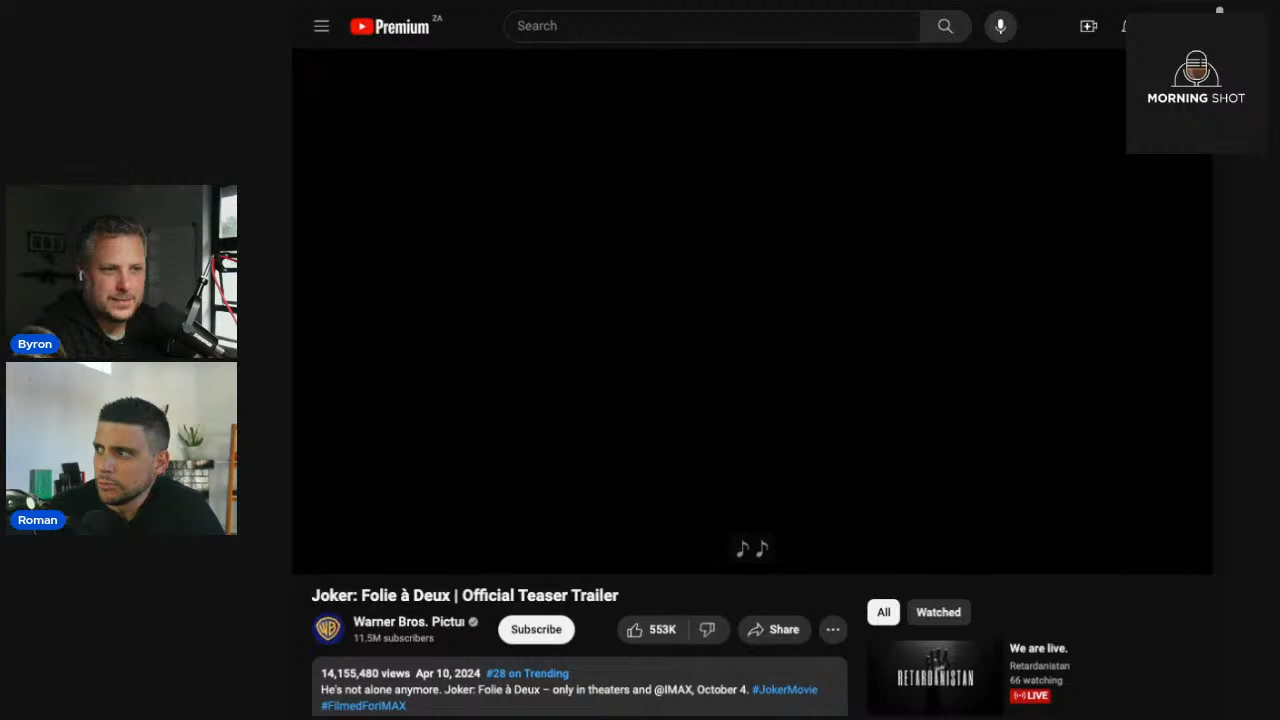 Premium ZA
Search
MORNING SHOT
Byron
Roman
Joker: Folie à Deux | Official Teaser Trailer
Warner Bros. Pictu
11.5M subscribers
Subscribe
553K
Share
All
Watched
14,155,480 views Apr 10, 2024 #28 on Trending
He's not alone anymore. Joker: Folie à Deux – only in theaters and @IMAX, October 4. #JokerMovie
#FilmedForIMAX
RETARDANISTAN
We are live.
Retardanistan
66 watching
LIVE